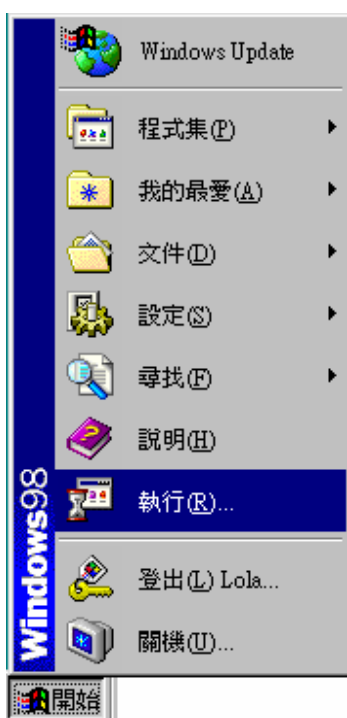 Windows Update
程式集(P)
我的最愛(A)
文件(D)
設定(S)
尋找(F)
說明(H)
執行(R)...
登出(L) Lola...
關機(U)...
Windows98
開始